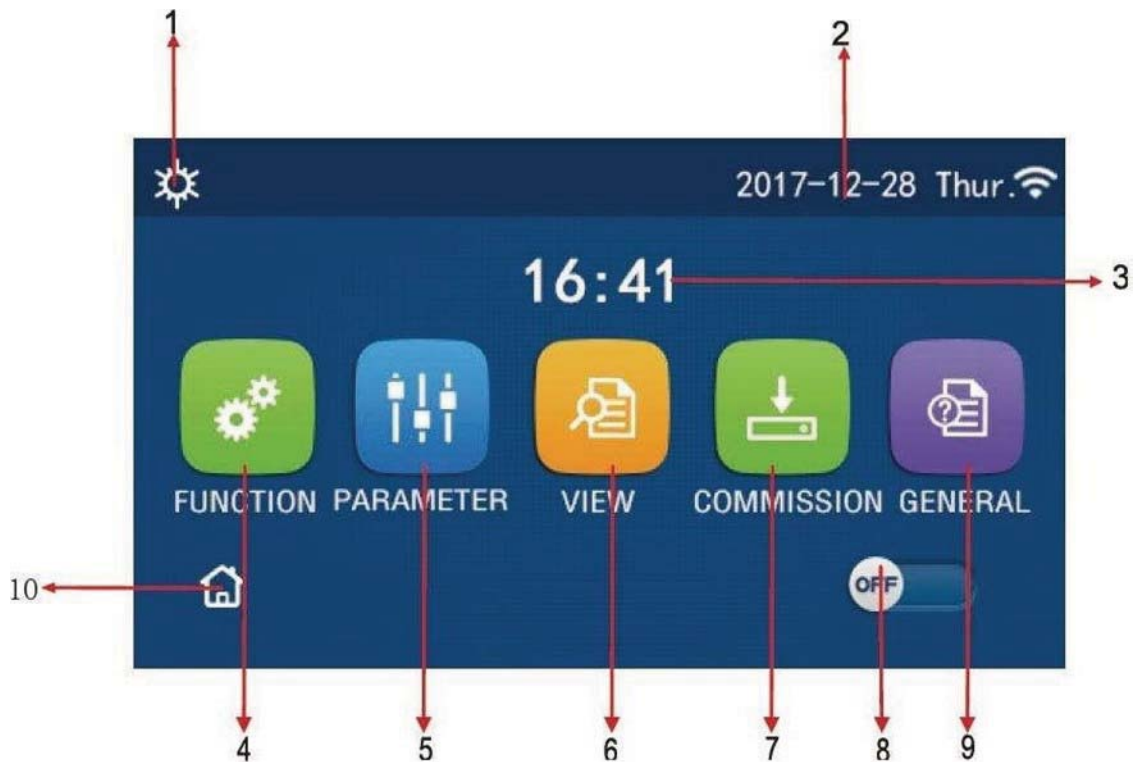 1 2
2017-12-28 Thur.
16:41 3
FUNCTION PARAMETER VIEW COMMISSION GENERAL
10 OFF
4 5 6 7 8 9